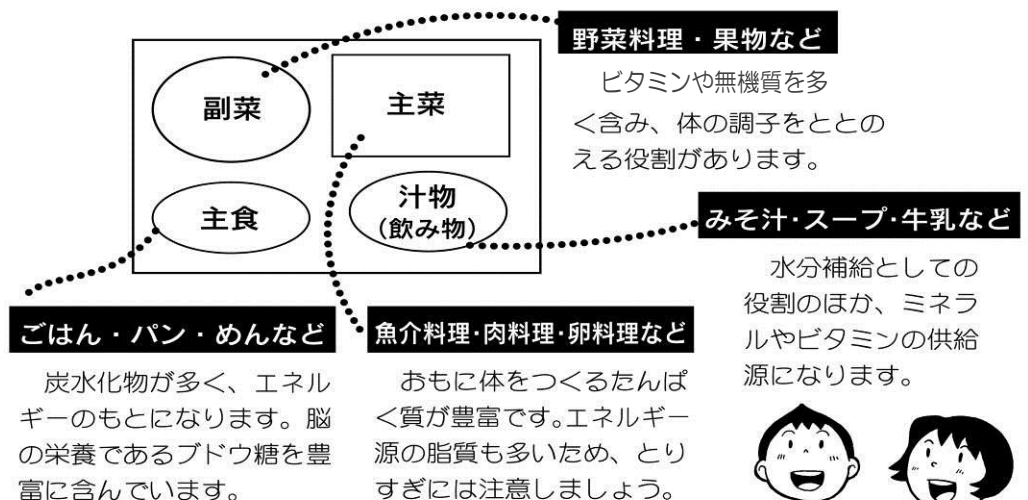 野菜料理・果物など
ビタミンや無機質を多
く含み、体の調子をととの
える役割があります。
副菜
主菜
主食
汁物
(飲み物)
みそ汁・スープ・牛乳など
水分補給としての
役割のほか、ミネラ
ルやビタミンの供給
源になります。
ごはん・パン・めんなど
炭水化物が多く、エネル
ギーのもとになります。脳
の栄養であるブドウ糖を豊
富に含んでいます。
魚介料理・肉料理・卵料理など
おもに体をつくるたんぱ
く質が豊富です。エネルギー
源の脂質も多いため、とり
すぎには注意しましょう。